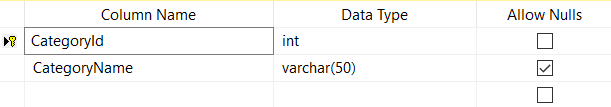 Column Name Data Type Allow Nulls
CategoryId int
CategoryName varchar(50)